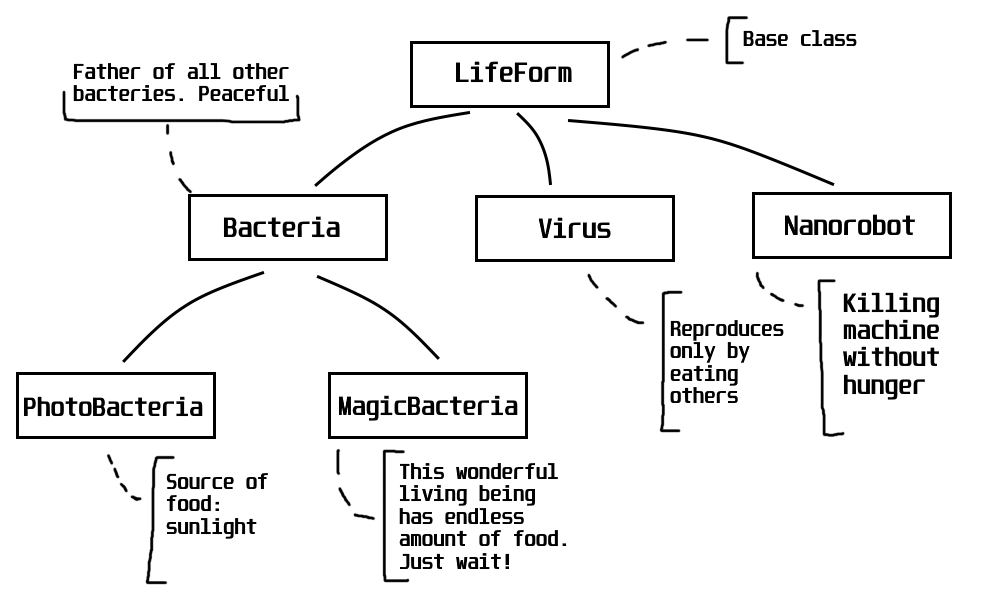 Base class
LifeForm
Father of all other
bacteries. Peaceful
Bacteria
Virus
Nanorobot
Killing
machine
without
hunger
Reproduces
only by
eating
others
PhotoBacteria
MagicBacteria
Source of
food:
sunlight
This wonderful
living being
has endless
amount of food.
Just wait!